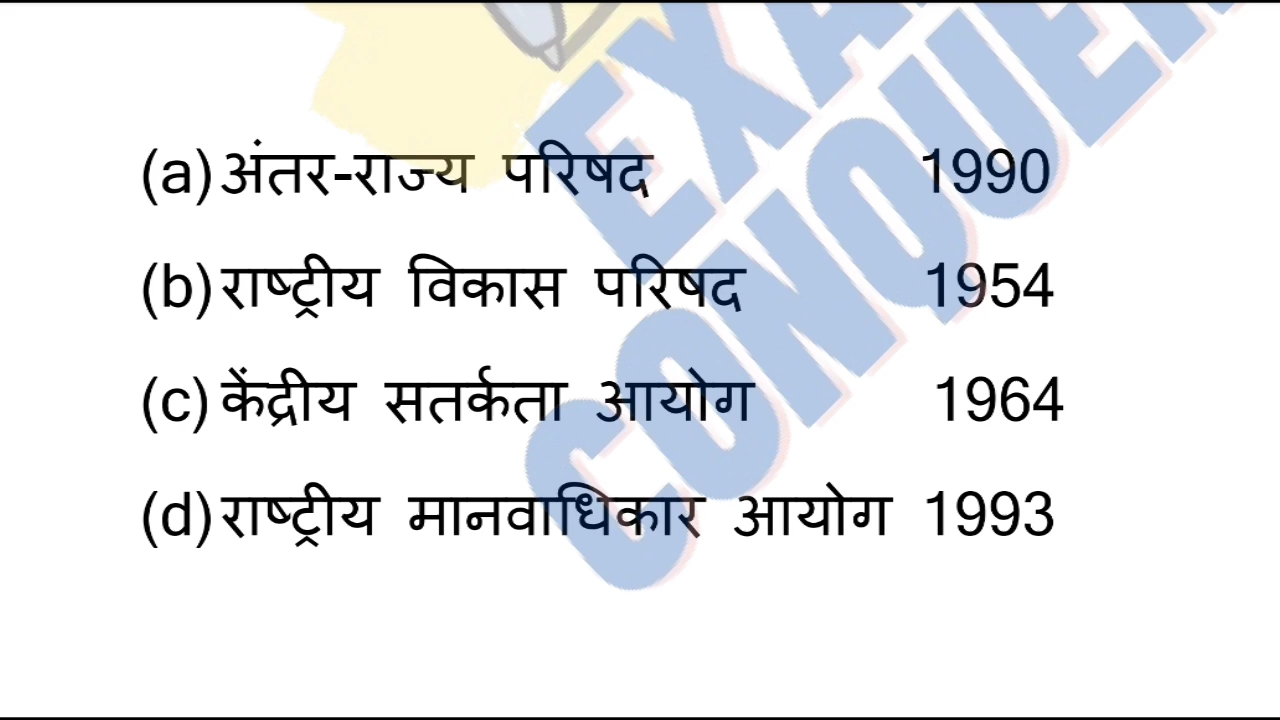 (a) अंतर-राज्य परिषद 1990
(b) राष्ट्रीय विकास परिषद 1954
(c) केंद्रीय सतर्कता आयोग 1964
(d) राष्ट्रीय मानवाधिकार आयोग 1993